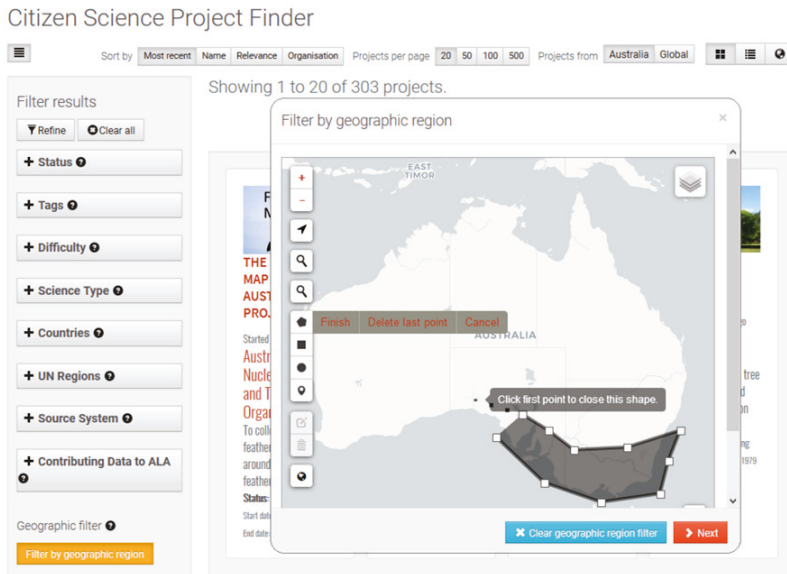 Citizen Science Project Finder
Sort by Most recent Name Relevance Organisation Projects per page 20 50 100 500 Projects from Australia Global
Showing 1 to 20 of 303 projects.
Filter results
Refine Clear all
+ Status
+ Tags
+ Difficulty
+ Science Type
+ Countries
+ UN Regions
+ Source System
+ Contributing Data to ALA
Geographic filter
Filter by geographic region
THE
MAP
AUST
PROJ
Started
Austr
Nucle
and T
Orga
To coll
feather
around
feather
Status:
Start date
End date:
Filter by geographic region
×
EAST
TIMOR
+
−
Finish Delete last point Cancel
AUSTRALIA
Click first point to close this shape.
Clear geographic region filter
Next
tree
1979